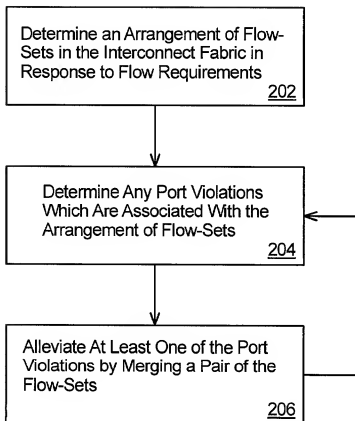 Determine an Arrangement of Flow-
Sets in the Interconnect Fabric in
Response to Flow Requirements
202
Determine Any Port Violations
Which Are Associated With the
Arrangement of Flow-Sets
204
Alleviate At Least One of the Port
Violations by Merging a Pair of the
Flow-Sets
206